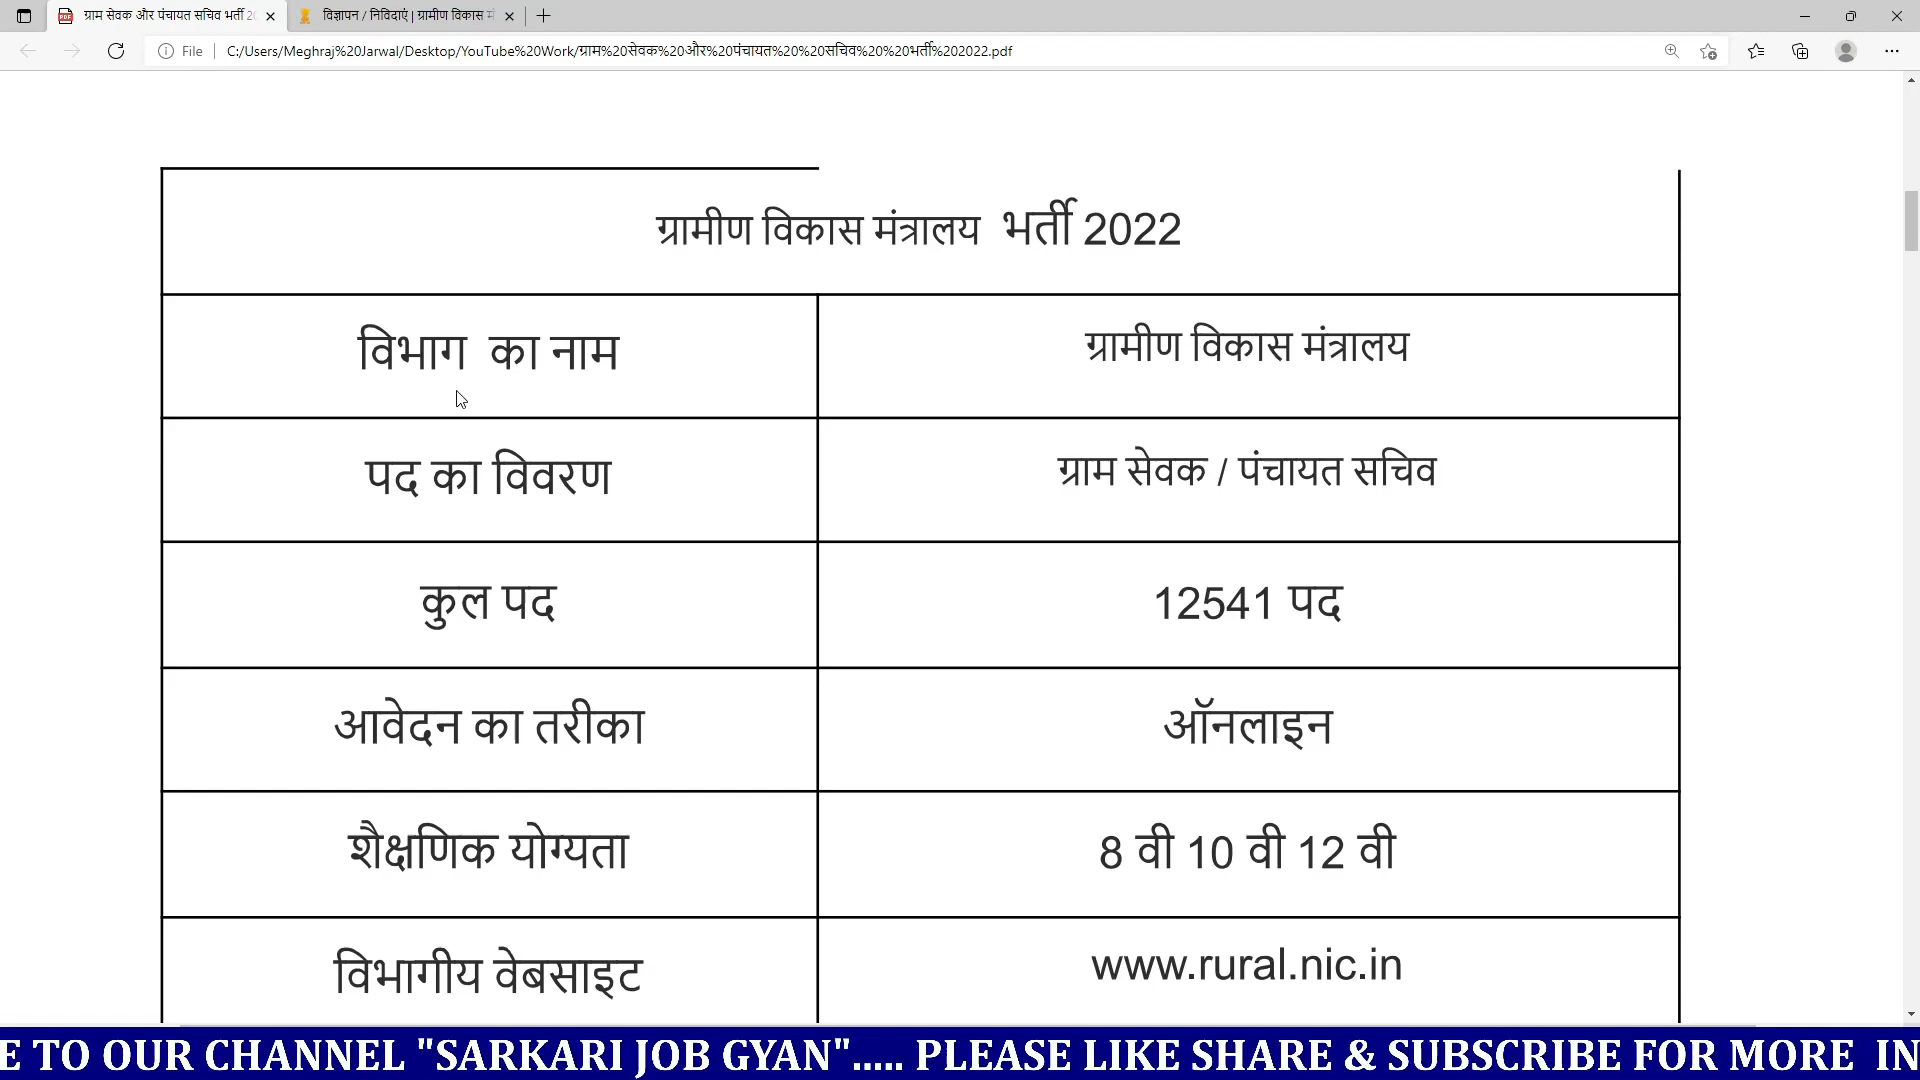 ग्राम सेवक और पंचायत सचिव भर्ती 2
विज्ञापन / निविदाएं | ग्रामीण विकास मं
File C:/Users/Meghraj%20Jarwal/Desktop/YouTube%20Work/ग्राम%20सेवक%20और%20पंचायत%20%20सचिव%20%20भर्ती%202022.pdf
ग्रामीण विकास मंत्रालय भर्ती 2022
विभाग का नाम ग्रामीण विकास मंत्रालय
पद का विवरण ग्राम सेवक / पंचायत सचिव
कुल पद 12541 पद
आवेदन का तरीका ऑनलाइन
शैक्षणिक योग्यता 8 वी 10 वी 12 वी
विभागीय वेबसाइट www.rural.nic.in
E TO OUR CHANNEL "SARKARI JOB GYAN"..... PLEASE LIKE SHARE & SUBSCRIBE FOR MORE IN